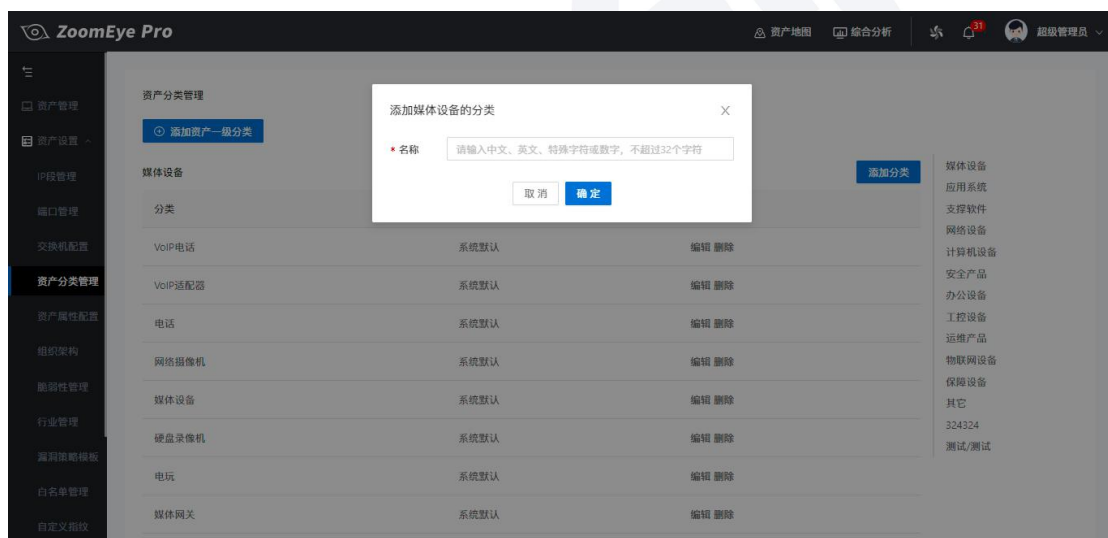 ZoomEye Pro
资产地图
综合分析
31
超级管理员
资产管理
资产设置
IP段管理
端口管理
交换机配置
资产分类管理
资产属性配置
组织架构
脆弱性管理
行业管理
漏洞策略模板
白名单管理
自定义指纹
资产分类管理
添加资产一级分类
媒体设备
添加分类
分类
VoIP电话 系统默认 编辑 删除
VoIP适配器 系统默认 编辑 删除
电话 系统默认 编辑 删除
网络摄像机 系统默认 编辑 删除
媒体设备 系统默认 编辑 删除
硬盘录像机 系统默认 编辑 删除
电玩 系统默认 编辑 删除
媒体网关 系统默认 编辑 删除
添加媒体设备的分类
* 名称 请输入中文、英文、特殊字符或数字，不超过32个字符
取消 确定
媒体设备
应用系统
支撑软件
网络设备
计算机设备
安全产品
办公设备
工控设备
运维产品
物联网设备
保障设备
其它
324324
测试/测试